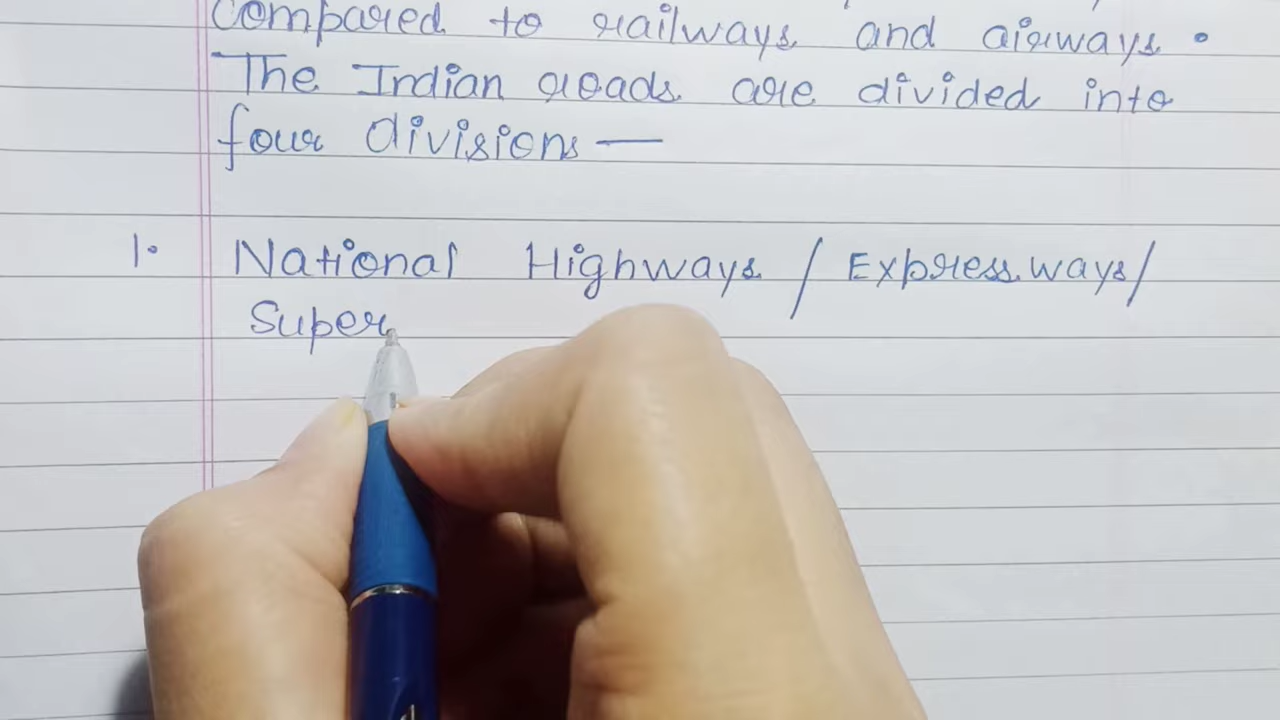 Compared to railways and airways.
The Indian roads are divided into
four divisions —
1. National Highways / Expressways/
Super